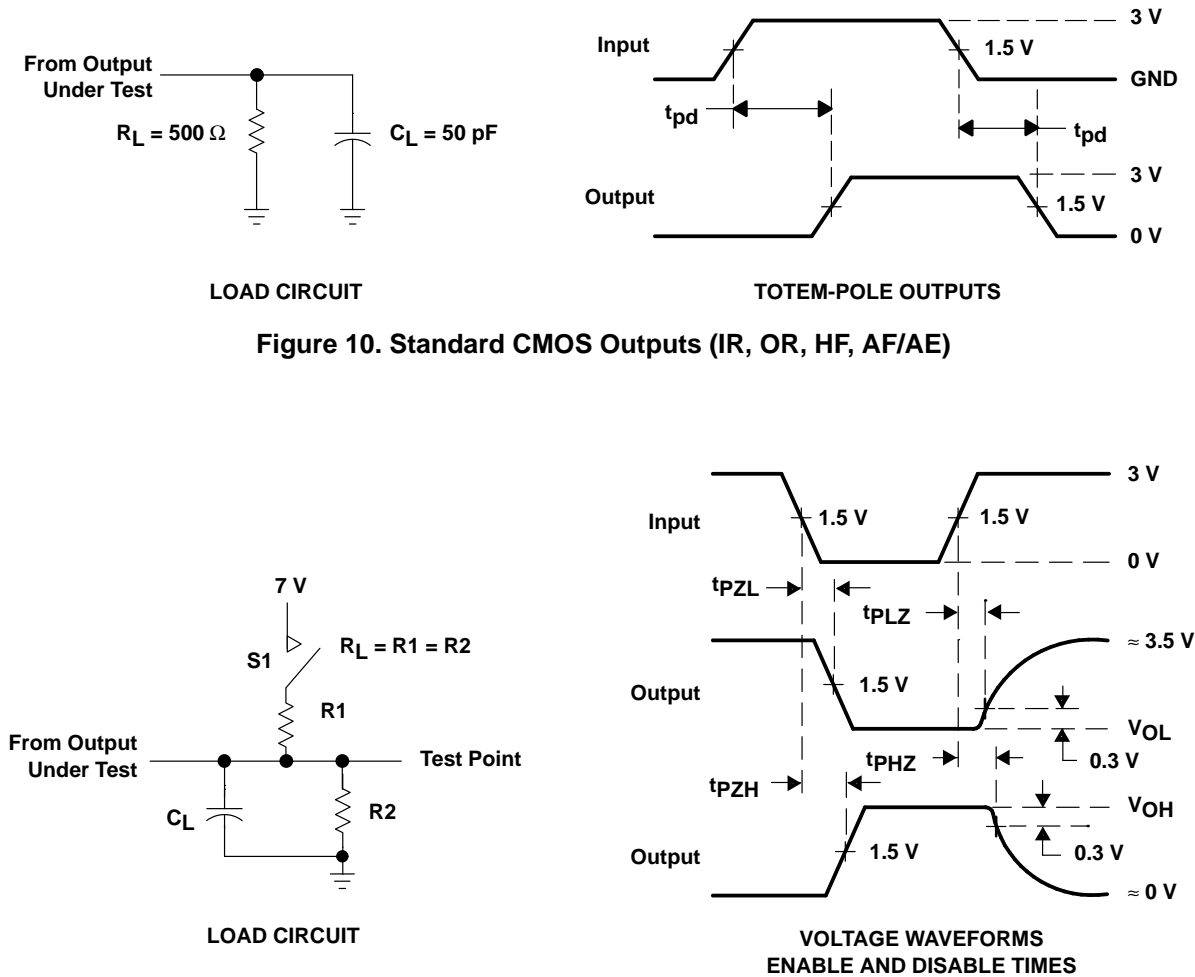 From Output
Under Test
RL = 500 Ω
CL = 50 pF
LOAD CIRCUIT
Input
3 V
1.5 V
GND
tpd
tpd
Output
3 V
1.5 V
0 V
TOTEM-POLE OUTPUTS
Figure 10. Standard CMOS Outputs (IR, OR, HF, AF/AE)
7 V
S1
RL = R1 = R2
R1
From Output
Under Test
Test Point
CL
R2
LOAD CIRCUIT
Input
3 V
1.5 V
1.5 V
0 V
tPZL
tPLZ
Output
≈ 3.5 V
1.5 V
VOL
0.3 V
tPHZ
tPZH
VOH
Output
1.5 V
0.3 V
≈ 0 V
VOLTAGE WAVEFORMS
ENABLE AND DISABLE TIMES